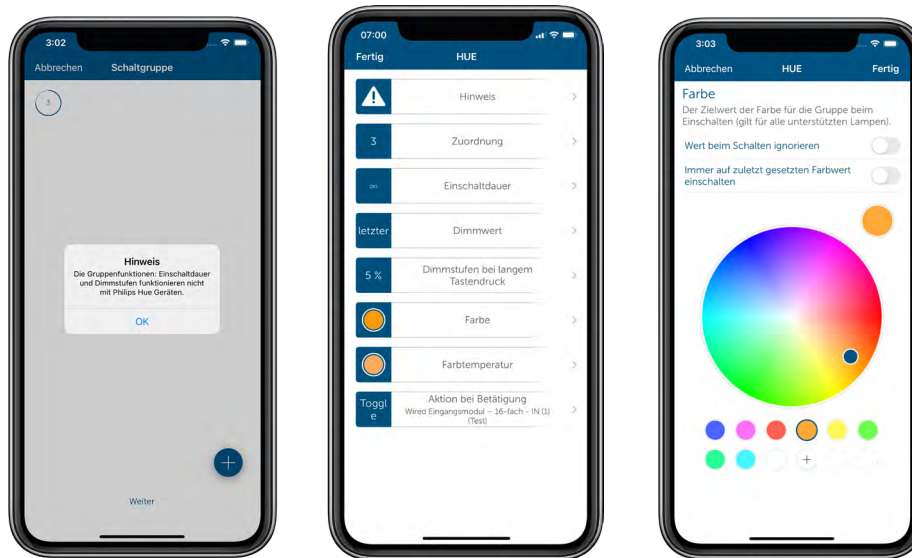 3:02
Abbrechen Schaltgruppe
3
Hinweis
Die Gruppenfunktionen: Einschaltdauer
und Dimmstufen funktionieren nicht
mit Philips Hue Geräten.
OK
+
Weiter
07:00
Fertig HUE
Hinweis
3 Zuordnung
∞ Einschaltdauer
letzter Dimmwert
5 % Dimmstufen bei langem
Tastendruck
Farbe
Farbtemperatur
Toggl
e
Aktion bei Betätigung
Wired Eingangsmodul – 16-fach - IN (1)
(Test)
3:03
Abbrechen HUE Fertig
Farbe
Der Zielwert der Farbe für die Gruppe beim
Einschalten (gilt für alle unterstützten Lampen).
Wert beim Schalten ignorieren
Immer auf zuletzt gesetzten Farbwert
einschalten
+